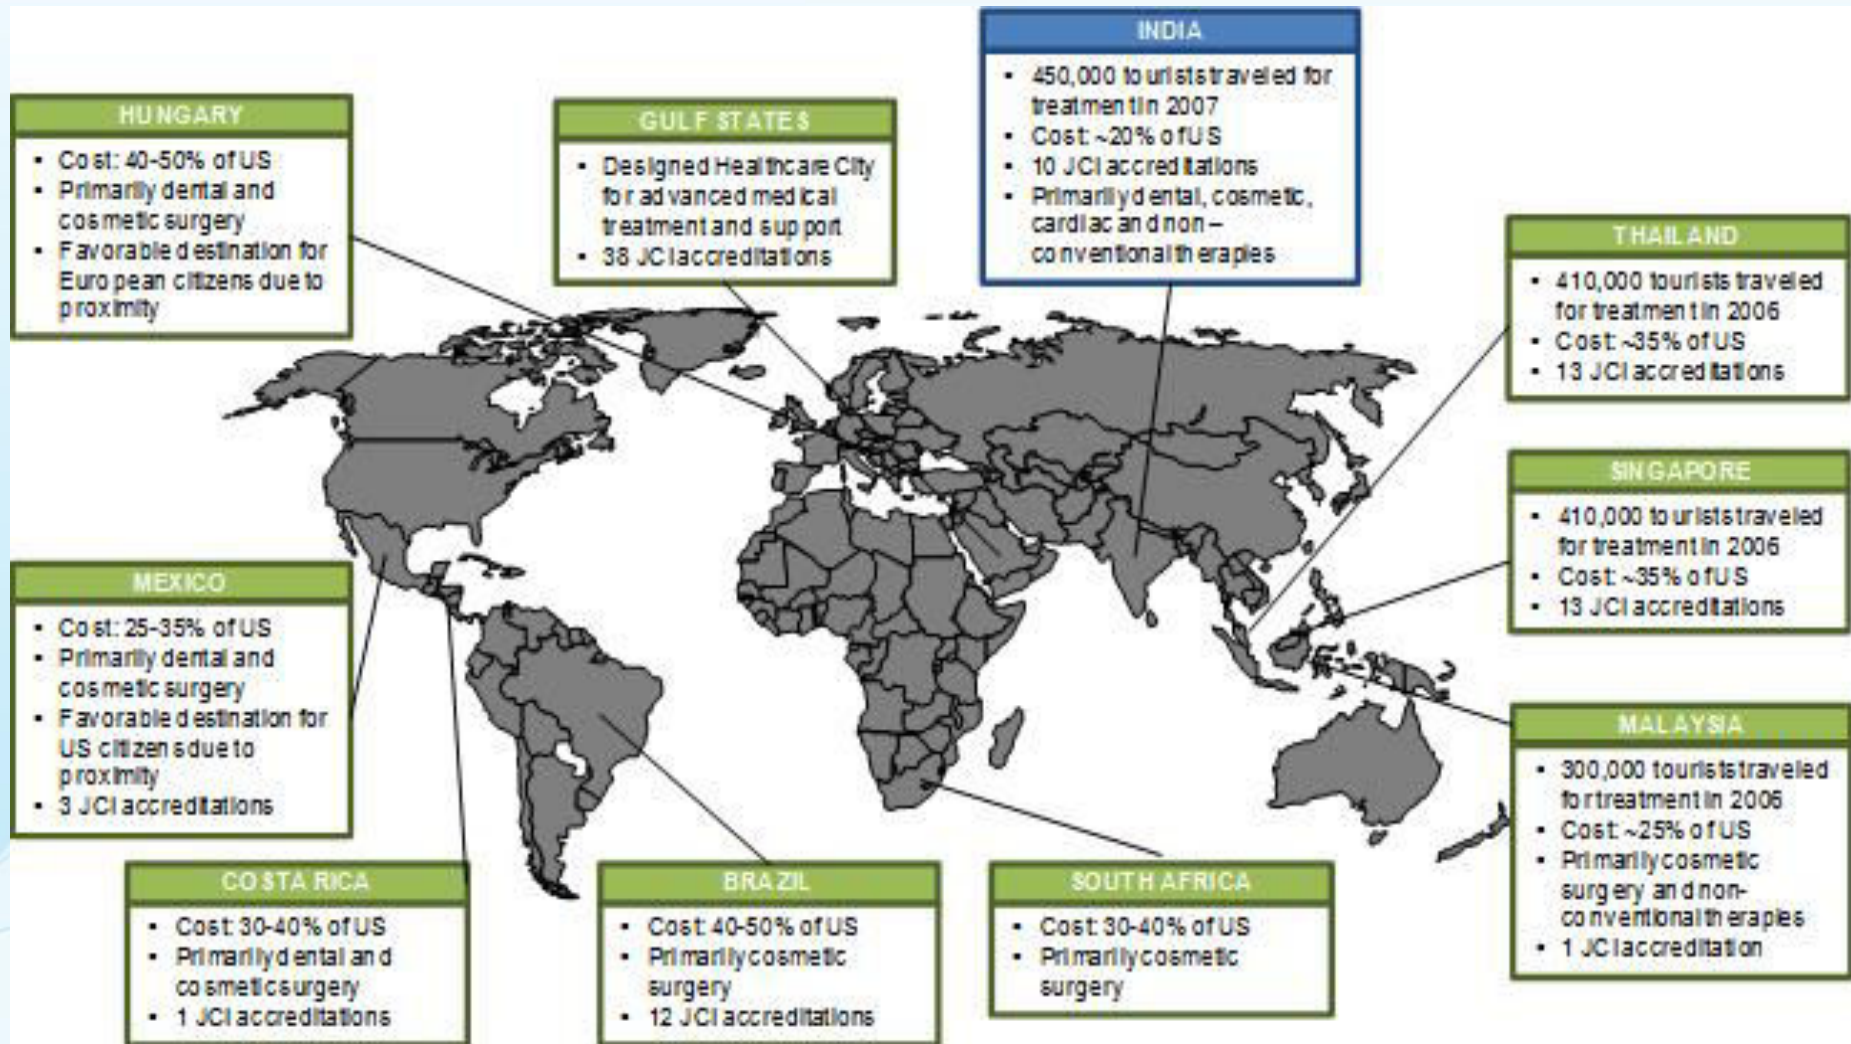 INDIA
• 450,000 tourists traveled for
treatment in 2007
• Cost: ~20% of US
• 10 JCI accreditations
• Primarily dental, cosmetic,
cardiac and non –
conventional therapies
HUNGARY
• Cost: 40-50% of US
• Primarily dental and
cosmetic surgery
• Favorable destination for
European citizens due to
proximity
GULF STATES
• Designed Healthcare City
for advanced medical
treatment and support
• 38 JCI accreditations
THAILAND
• 410,000 tourists traveled
for treatment in 2006
• Cost: ~35% of US
• 13 JCI accreditations
SINGAPORE
• 410,000 tourists traveled
for treatment in 2006
• Cost: ~35% of US
• 13 JCI accreditations
MEXICO
• Cost: 25-35% of US
• Primarily dental and
cosmetic surgery
• Favorable destination for
US citizens due to
proximity
• 3 JCI accreditations
MALAYSIA
• 300,000 tourists traveled
for treatment in 2006
• Cost: ~25% of US
• Primarily cosmetic
surgery and non-
conventional therapies
• 1 JCI accreditation
COSTA RICA
• Cost: 30-40% of US
• Primarily dental and
cosmetic surgery
• 1 JCI accreditations
BRAZIL
• Cost: 40-50% of US
• Primarily cosmetic
surgery
• 12 JCI accreditations
SOUTH AFRICA
• Cost: 30-40% of US
• Primarily cosmetic
surgery